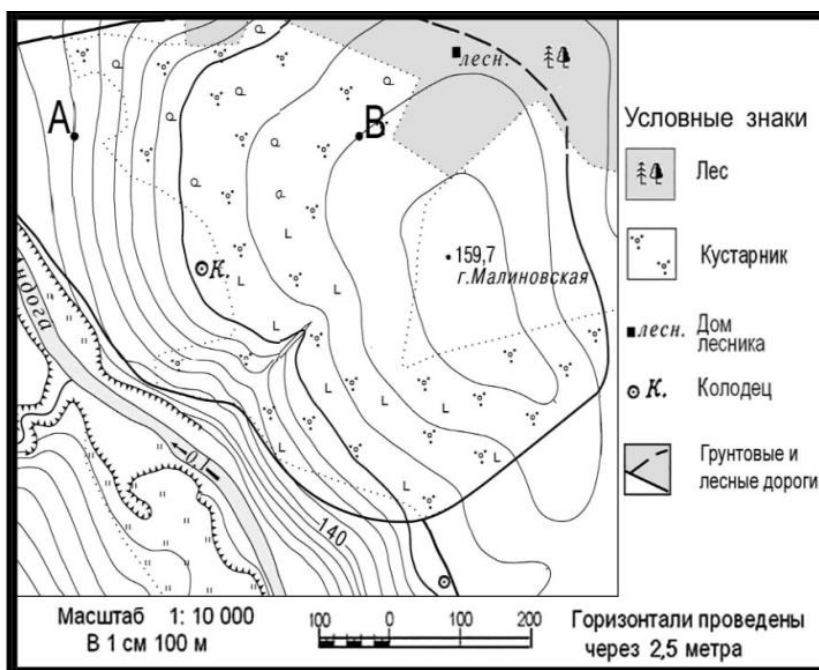 лесн.
А
В
159,7
г.Малиновская
К.
Андога
0,1
140
Условные знаки
Лес
Кустарник
лесн. Дом
лесника
К. Колодец
Грунтовые и
лесные дороги
Масштаб 1: 10 000
В 1 см 100 м
100 0 100 200
Горизонтали проведены
через 2,5 метра